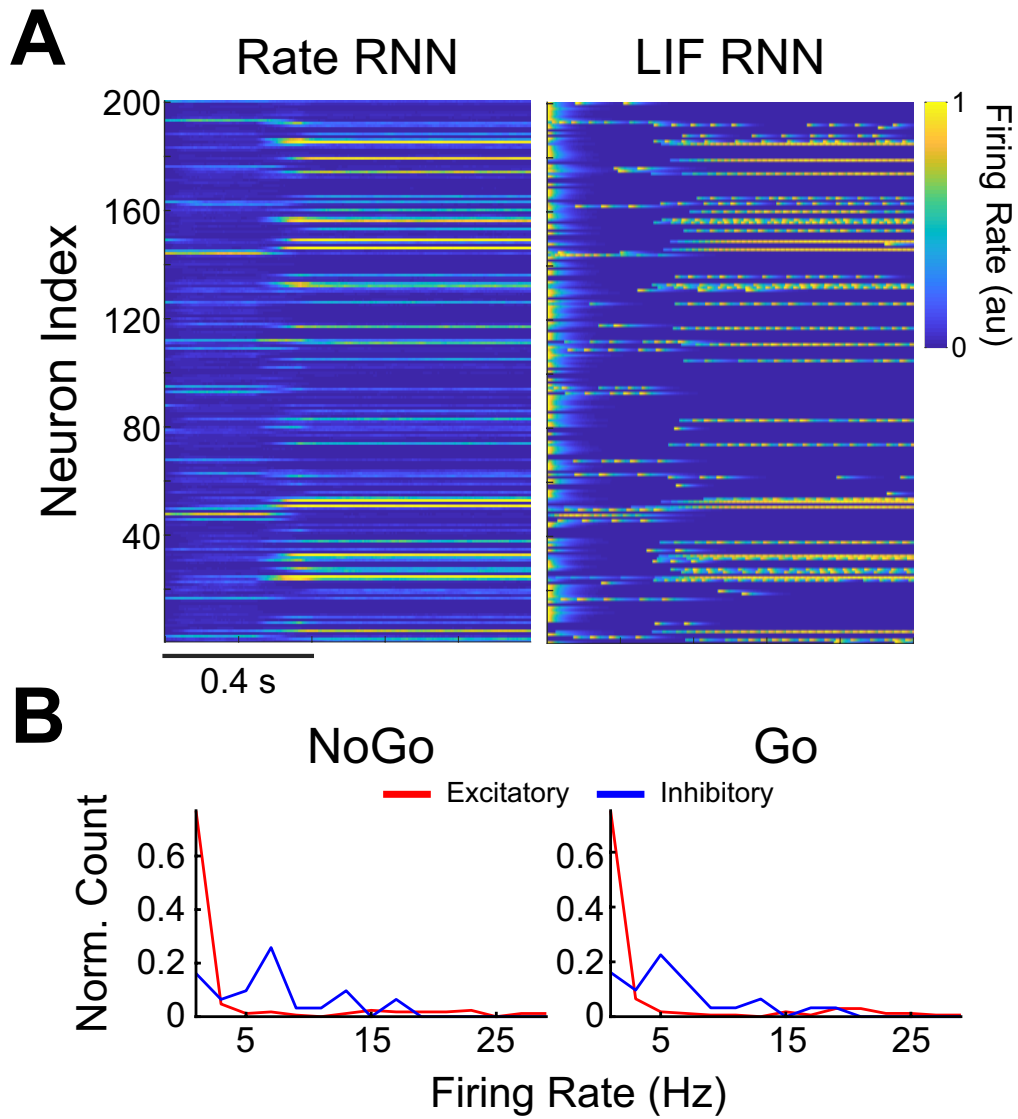 A
Rate RNN
LIF RNN
200
160
120
80
40
Neuron Index
1
0
Firing Rate (au)
0.4 s
B
NoGo
Go
Excitatory
Inhibitory
Norm. Count
0.6
0.4
0.2
0
5
15
25
0.6
0.4
0.2
0
5
15
25
Firing Rate (Hz)